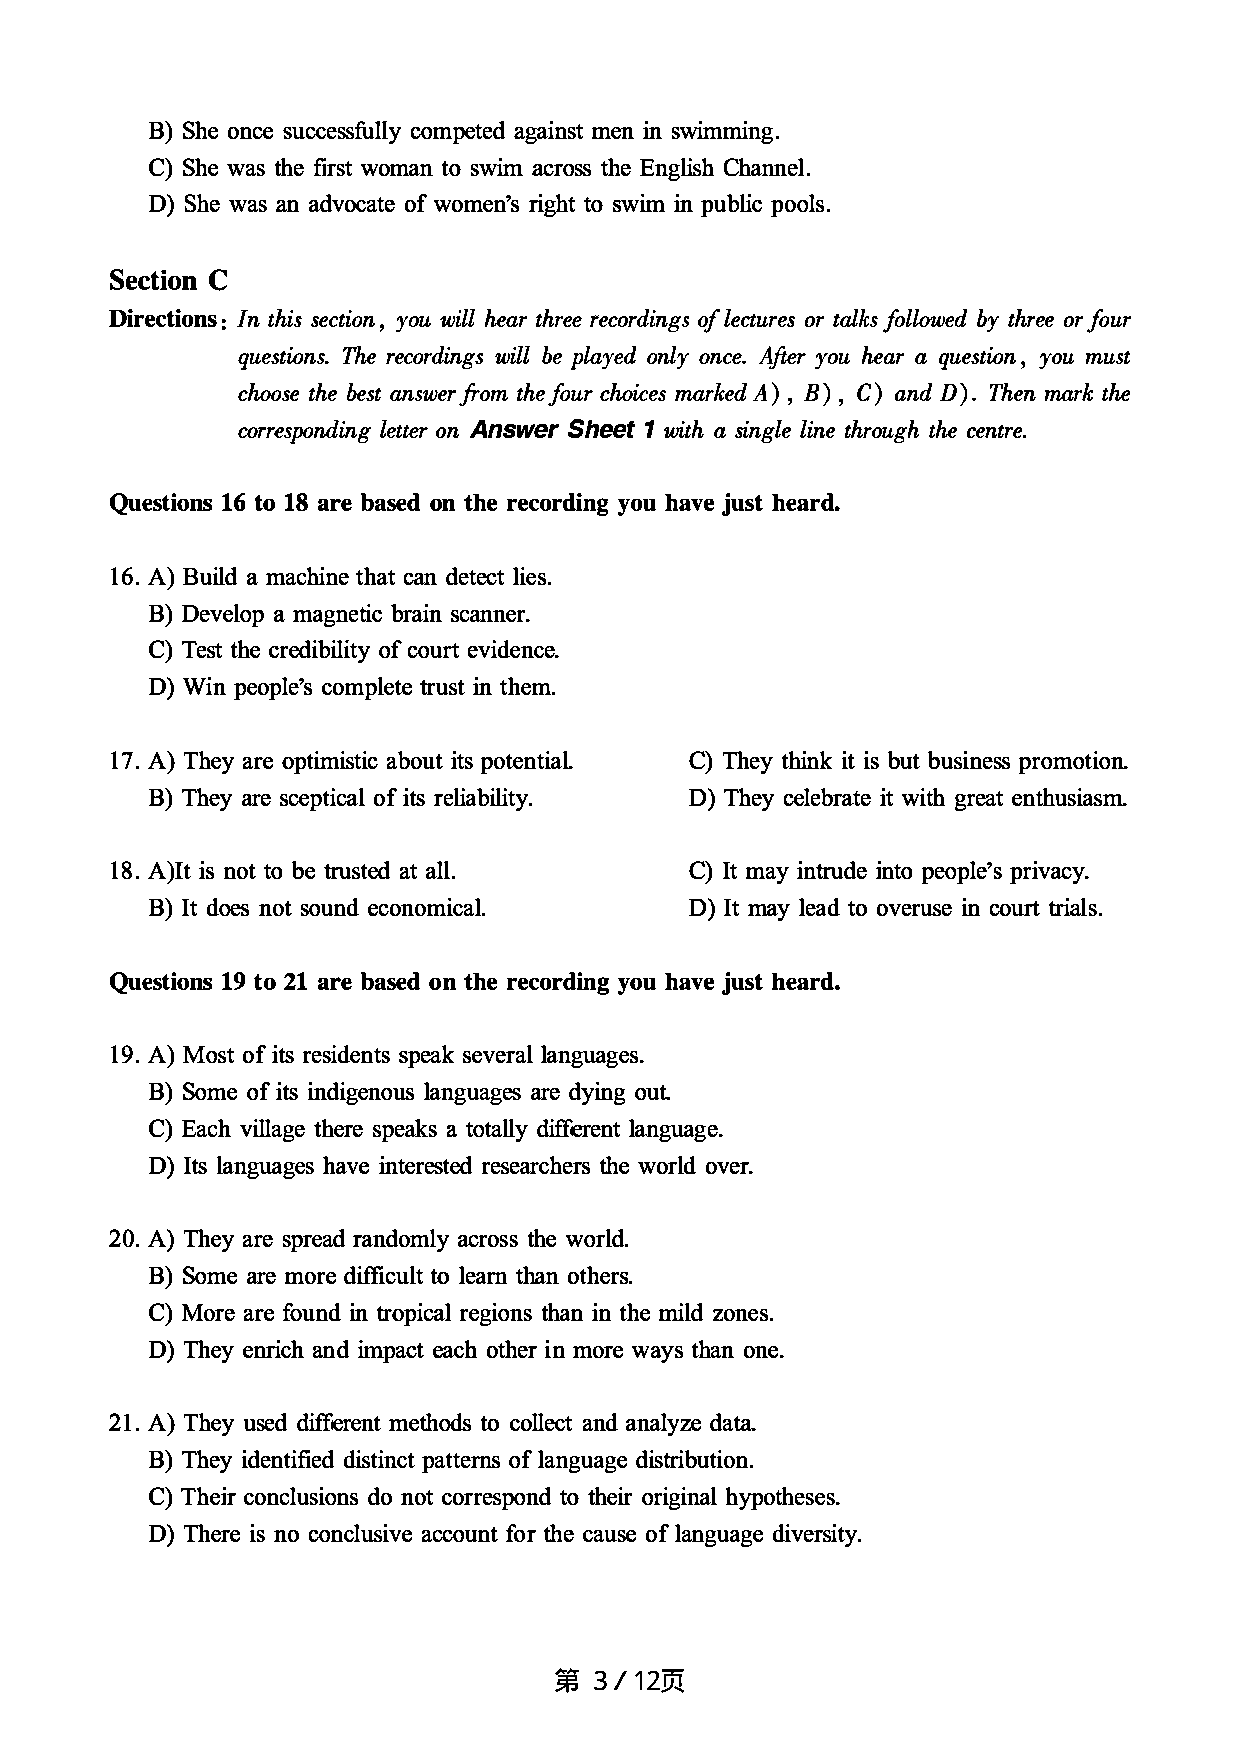 B) She once successfully competed against men in swimming.
C) She was the first woman to swim across the English Channel.
D) She was an advocate of women's right to swim in public pools.
Section C
Directions: In this section, you will hear three recordings of lectures or talks followed by three or four
questions. The recordings will be played only once. After you hear a question, you must
choose the best answer from the four choices marked A), B), C) and D). Then mark the
corresponding letter on Answer Sheet 1 with a single line through the centre.
Questions 16 to 18 are based on the recording you have just heard.
16. A) Build a machine that can detect lies.
B) Develop a magnetic brain scanner.
C) Test the credibility of court evidence.
D) Win people's complete trust in them.
17. A) They are optimistic about its potential. C) They think it is but business promotion.
B) They are sceptical of its reliability. D) They celebrate it with great enthusiasm.
18. A)It is not to be trusted at all. C) It may intrude into people's privacy.
B) It does not sound economical. D) It may lead to overuse in court trials.
Questions 19 to 21 are based on the recording you have just heard.
19. A) Most of its residents speak several languages.
B) Some of its indigenous languages are dying out.
C) Each village there speaks a totally different language.
D) Its languages have interested researchers the world over.
20. A) They are spread randomly across the world.
B) Some are more difficult to learn than others.
C) More are found in tropical regions than in the mild zones.
D) They enrich and impact each other in more ways than one.
21. A) They used different methods to collect and analyze data.
B) They identified distinct patterns of language distribution.
C) Their conclusions do not correspond to their original hypotheses.
D) There is no conclusive account for the cause of language diversity.
第 3 / 12页